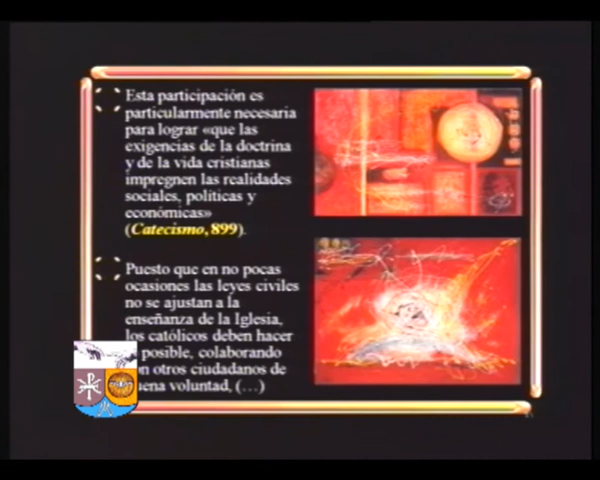 Esta participación es
particularmente necesaria
para lograr «que las
exigencias de la doctrina
y de la vida cristianas
impregnen las realidades
sociales, políticas y
económicas»
(Catecismo, 899).
Puesto que en no pocas
ocasiones las leyes civiles
no se ajustan a la
enseñanza de la Iglesia,
los católicos deben hacer
posible, colaborando
otros ciudadanos de
voluntad, (…)